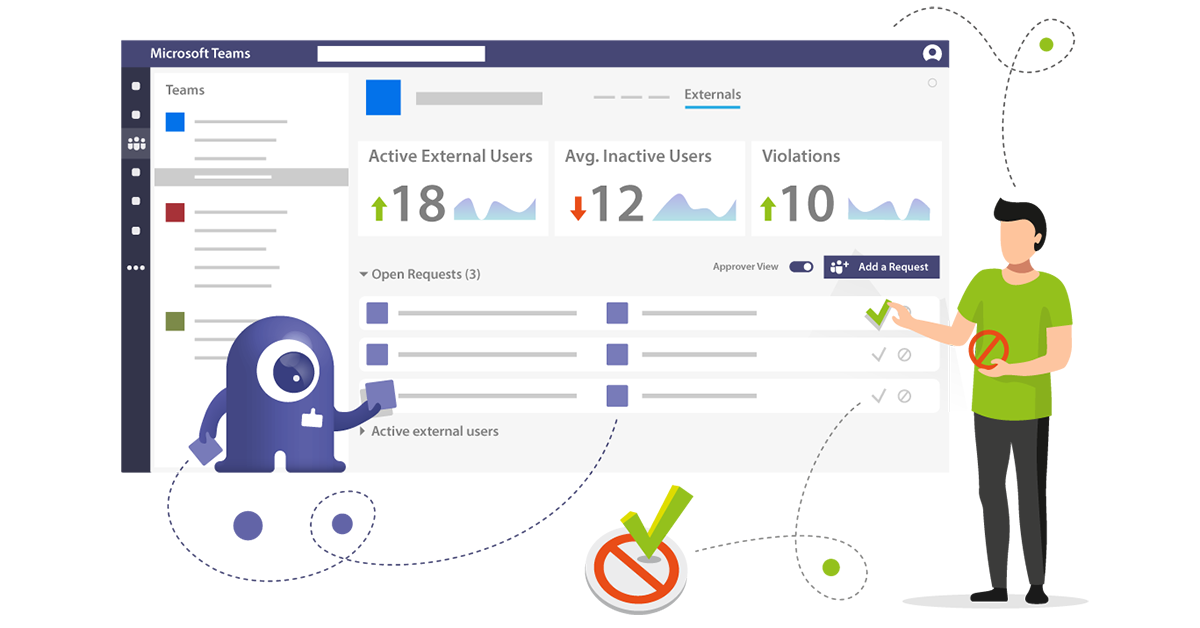 Microsoft Teams
Teams
Externals
Active External Users
18
Avg. Inactive Users
12
Violations
10
Open Requests (3)
Approver View
Add a Request
Active external users